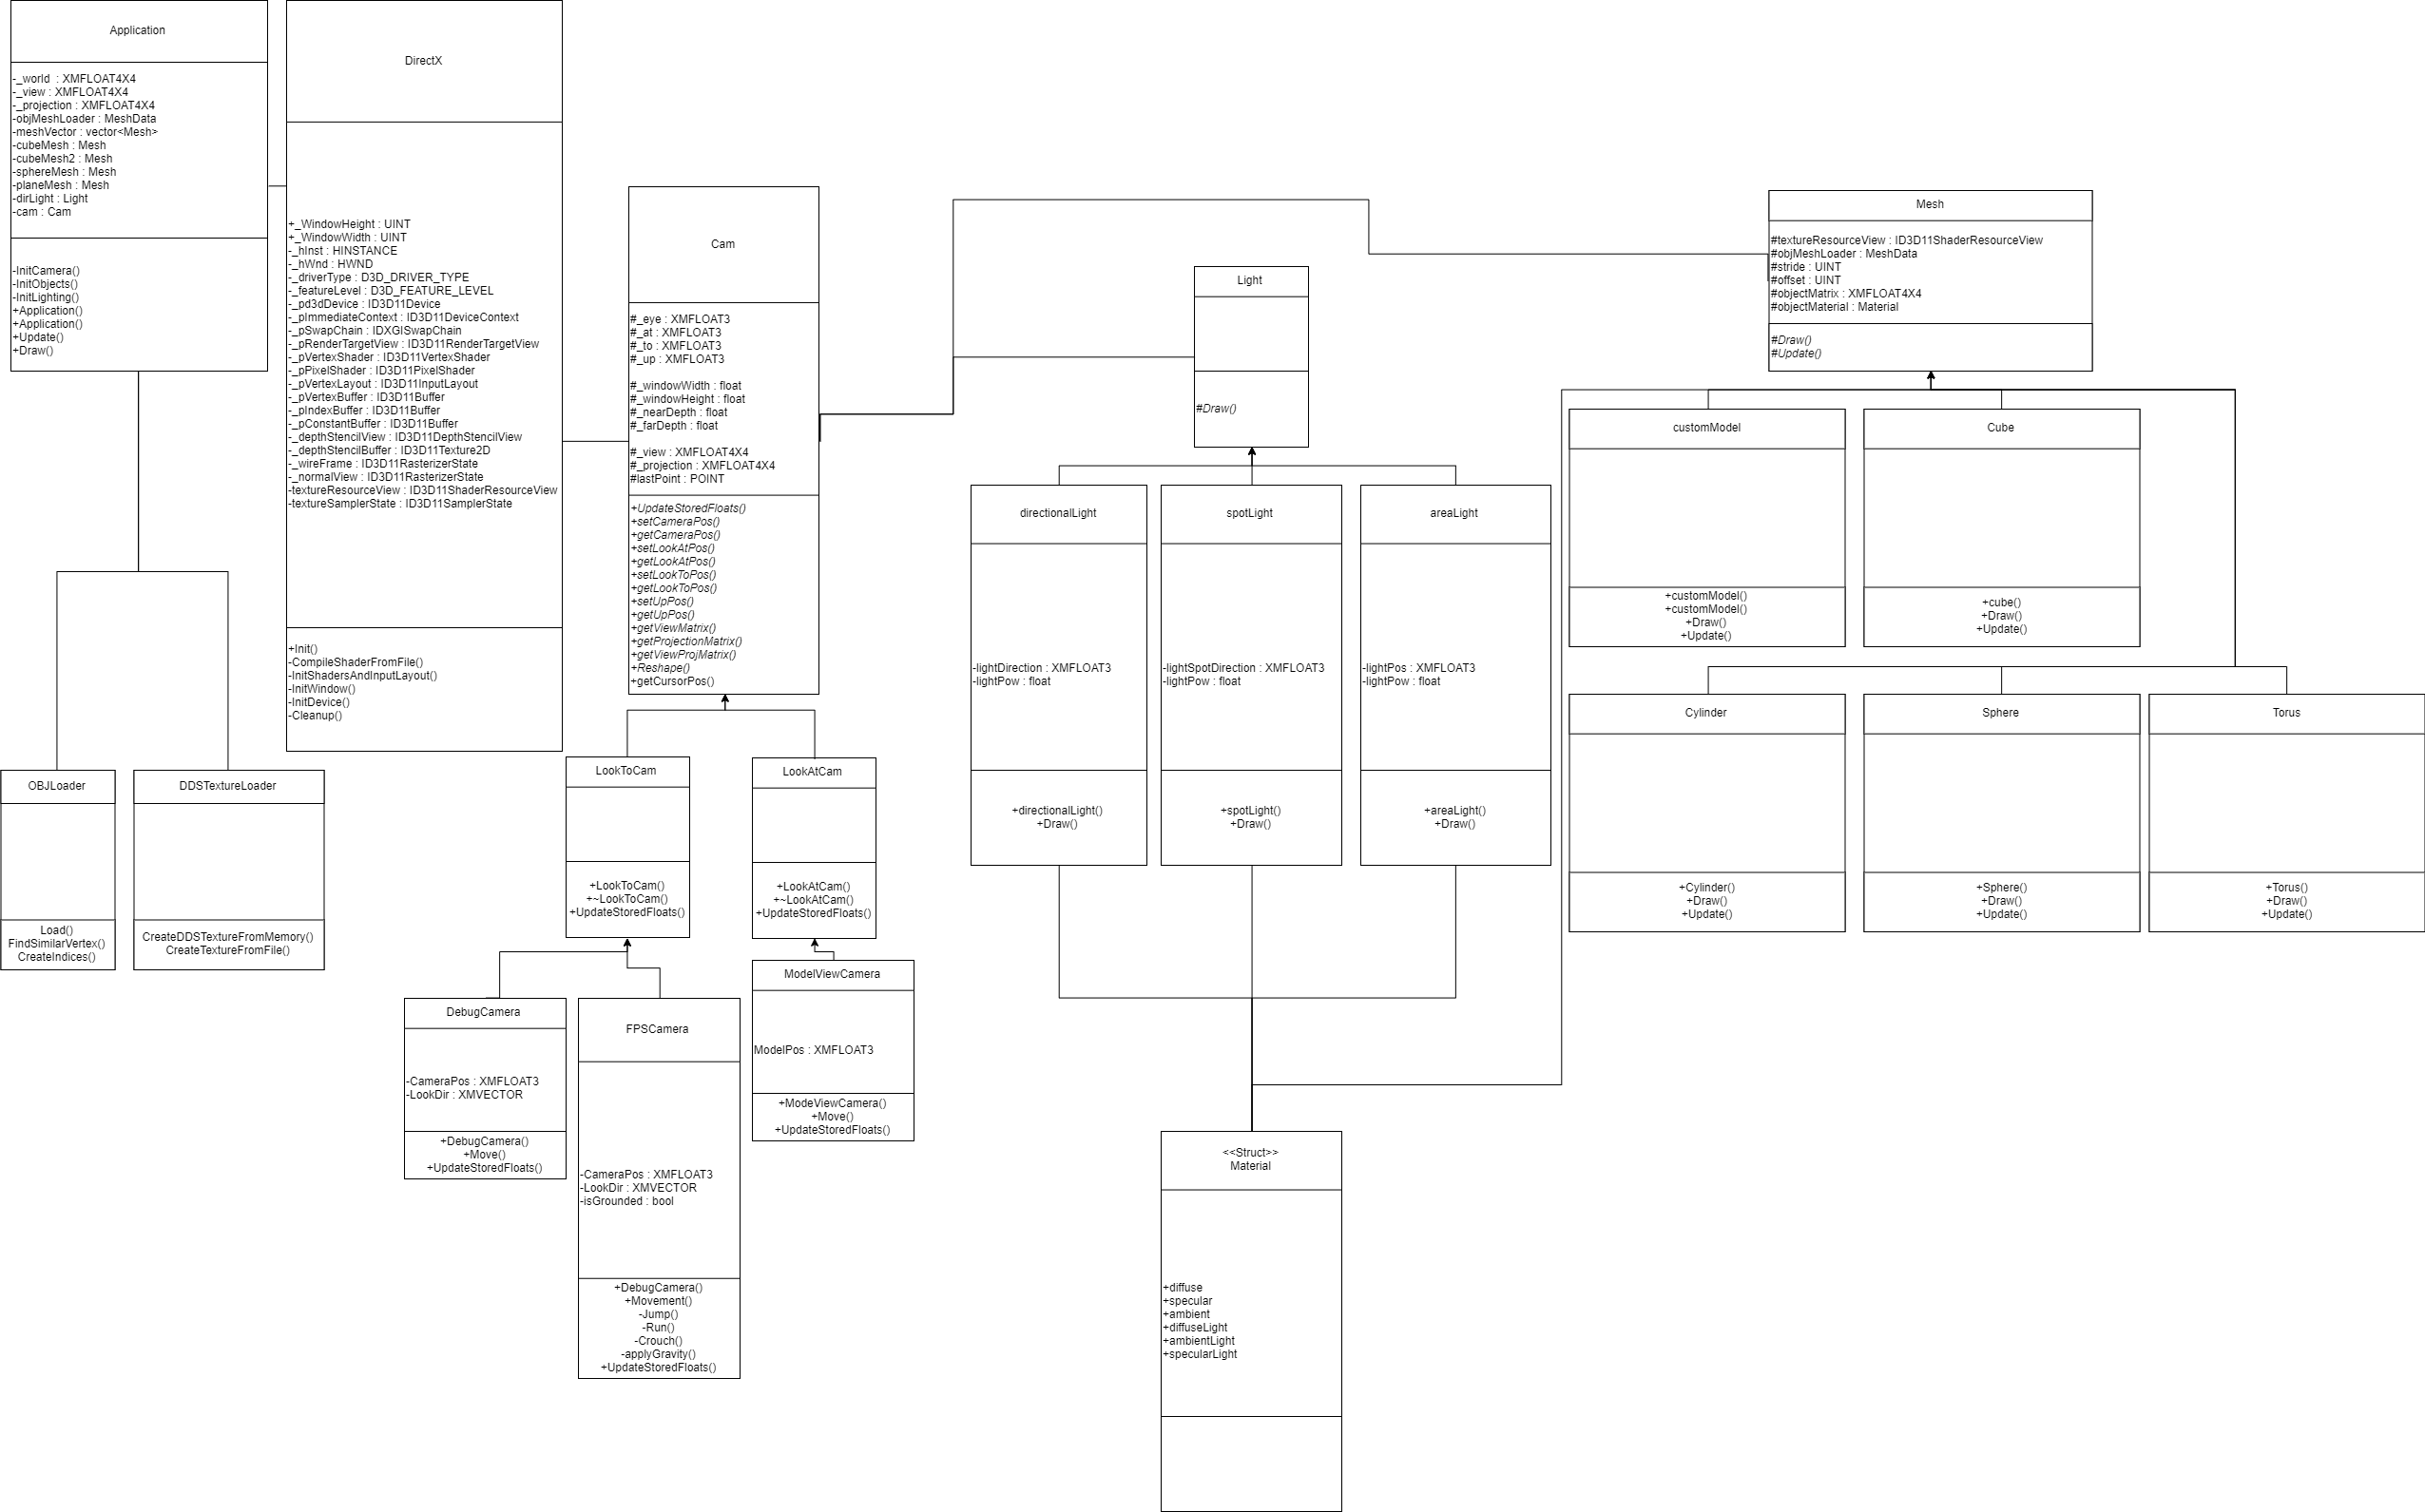 Application
-_world  : XMFLOAT4X4
-_view : XMFLOAT4X4
-_projection : XMFLOAT4X4
-objMeshLoader : MeshData
-meshVector : vector<Mesh>
-cubeMesh : Mesh
-cubeMesh2 : Mesh
-sphereMesh : Mesh
-planeMesh : Mesh
-dirLight : Light
-cam : Cam
-InitCamera()
-InitObjects()
-InitLighting()
+Application()
+Application()
+Update()
+Draw()
DirectX
+_WindowHeight : UINT
+_WindowWidth : UINT
-_hInst : HINSTANCE
-_hWnd : HWND
-_driverType : D3D_DRIVER_TYPE
-_featureLevel : D3D_FEATURE_LEVEL
-_pd3dDevice : ID3D11Device
-_pImmediateContext : ID3D11DeviceContext
-_pSwapChain : IDXGISwapChain
-_pRenderTargetView : ID3D11RenderTargetView
-_pVertexShader : ID3D11VertexShader
-_pPixelShader : ID3D11PixelShader
-_pVertexLayout : ID3D11InputLayout
-_pVertexBuffer : ID3D11Buffer
-_pIndexBuffer : ID3D11Buffer
-_pConstantBuffer : ID3D11Buffer
-_depthStencilView : ID3D11DepthStencilView
-_depthStencilBuffer : ID3D11Texture2D
-_wireFrame : ID3D11RasterizerState
-_normalView : ID3D11RasterizerState
-textureResourceView : ID3D11ShaderResourceView
-textureSamplerState : ID3D11SamplerState
+Init()
-CompileShaderFromFile()
-InitShadersAndInputLayout()
-InitWindow()
-InitDevice()
-Cleanup()
Cam
#_eye : XMFLOAT3
#_at : XMFLOAT3
#_to : XMFLOAT3
#_up : XMFLOAT3
#_windowWidth : float
#_windowHeight : float
#_nearDepth : float
#_farDepth : float
#_view : XMFLOAT4X4
#_projection : XMFLOAT4X4
#lastPoint : POINT
+UpdateStoredFloats()
+setCameraPos()
+getCameraPos()
+setLookAtPos()
+getLookAtPos()
+setLookToPos()
+getLookToPos()
+setUpPos()
+getUpPos()
+getViewMatrix()
+getProjectionMatrix()
+getViewProjMatrix()
+Reshape()
+getCursorPos()
Light
#Draw()
Mesh
#textureResourceView : ID3D11ShaderResourceView
#objMeshLoader : MeshData
#stride : UINT
#offset : UINT
#objectMatrix : XMFLOAT4X4
#objectMaterial : Material
#Draw()
#Update()
customModel
+customModel()
+customModel()
+Draw()
+Update()
Cube
+cube()
+Draw()
+Update()
directionalLight
-lightDirection : XMFLOAT3
-lightPow : float
+directionalLight()
+Draw()
spotLight
-lightSpotDirection : XMFLOAT3
-lightPow : float
+spotLight()
+Draw()
areaLight
-lightPos : XMFLOAT3
-lightPow : float
+areaLight()
+Draw()
Cylinder
+Cylinder()
+Draw()
+Update()
Sphere
+Sphere()
+Draw()
+Update()
Torus
+Torus()
+Draw()
+Update()
OBJLoader
Load()
FindSimilarVertex()
CreateIndices()
DDSTextureLoader
CreateDDSTextureFromMemory()
CreateTextureFromFile()
LookToCam
+LookToCam()
+~LookToCam()
+UpdateStoredFloats()
LookAtCam
+LookAtCam()
+~LookAtCam()
+UpdateStoredFloats()
DebugCamera
-CameraPos : XMFLOAT3
-LookDir : XMVECTOR
+DebugCamera()
+Move()
+UpdateStoredFloats()
FPSCamera
-CameraPos : XMFLOAT3
-LookDir : XMVECTOR
-isGrounded : bool
+DebugCamera()
+Movement()
-Jump()
-Run()
-Crouch()
-applyGravity()
+UpdateStoredFloats()
ModelViewCamera
ModelPos : XMFLOAT3
+ModeViewCamera()
+Move()
+UpdateStoredFloats()
<<Struct>>
Material
+diffuse
+specular
+ambient
+diffuseLight
+ambientLight
+specularLight